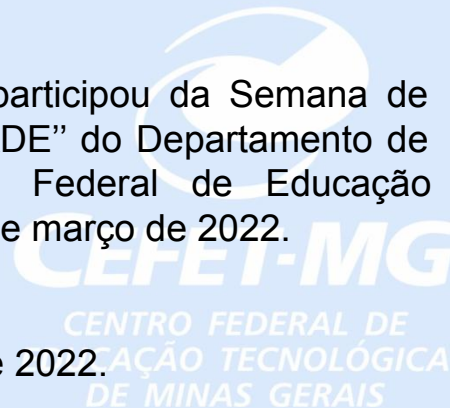 participou da Semana de
DE” do Departamento de
Federal de Educação
e março de 2022.
CEFET-MG
CENTRO FEDERAL DE
EDUCAÇÃO TECNOLÓGICA
e 2022.
DE MINAS GERAIS